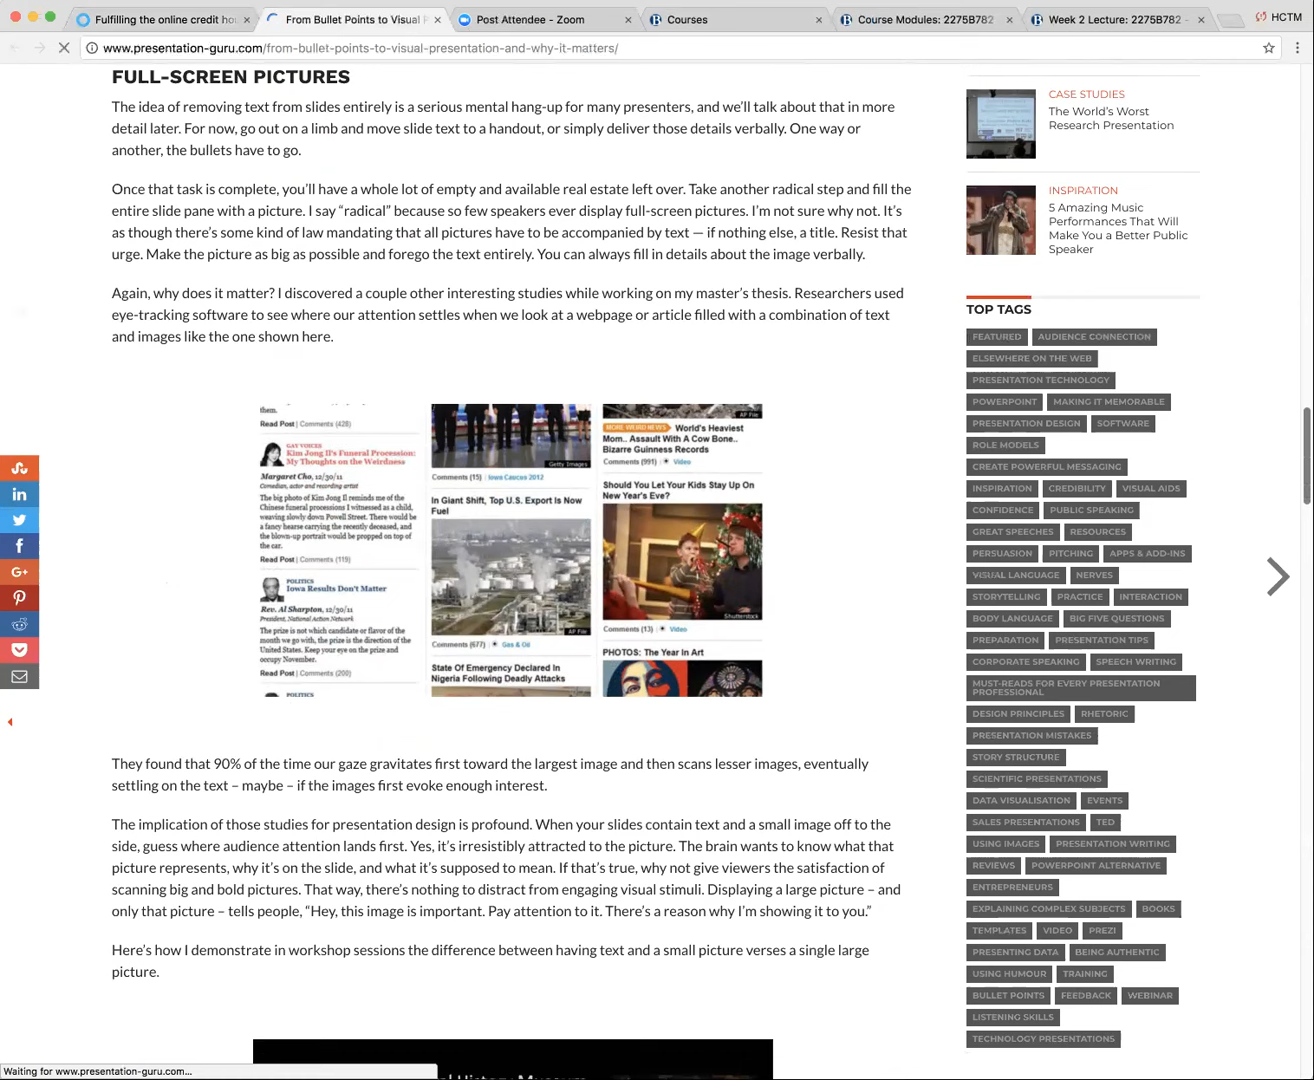 Fulfilling the online credit hou
From Bullet Points to Visual P
Post Attendee - Zoom
Courses
Course Modules: 2275B782
Week 2 Lecture: 2275B782 -
HCTM
www.presentation-guru.com/from-bullet-points-to-visual-presentation-and-why-it-matters/
FULL-SCREEN PICTURES
The idea of removing text from slides entirely is a serious mental hang-up for many presenters, and we'll talk about that in more
detail later. For now, go out on a limb and move slide text to a handout, or simply deliver those details verbally. One way or
another, the bullets have to go.
Once that task is complete, you'll have a whole lot of empty and available real estate left over. Take another radical step and fill the
entire slide pane with a picture. I say “radical” because so few speakers ever display full-screen pictures. I'm not sure why not. It's
as though there's some kind of law mandating that all pictures have to be accompanied by text — if nothing else, a title. Resist that
urge. Make the picture as big as possible and forego the text entirely. You can always fill in details about the image verbally.
Again, why does it matter? I discovered a couple other interesting studies while working on my master's thesis. Researchers used
eye-tracking software to see where our attention settles when we look at a webpage or article filled with a combination of text
and images like the one shown here.
them.
Read Post | Comments (428)
GAY VOICES
Kim Jong Il's Funeral Procession:
My Thoughts on the Weirdness
Margaret Cho, 12/30/11
Comedian, actor and recording artist
The big photo of Kim Jong Il reminds me of the
Chinese funeral processions I witnessed as a child,
weaving slowly down Powell Street. There would be
a fancy hearse carrying the recently deceased, and
the blown-up portrait would be propped on top of
the car.
Read Post | Comments (119)
POLITICS
Iowa Results Don't Matter
Rev. Al Sharpton, 12/30/11
President, National Action Network
The prize is not which candidate or flavor of the
month we go with, the prize is the direction of the
United States. Keep your eye on the prize and
occupy November.
Read Post | Comments (200)
Getty Images
Comments (15) | Iowa Caucus 2012
In Giant Shift, Top U.S. Export Is Now
Fuel
AP File
Comments (677) | Gas & Oil
State Of Emergency Declared In
Nigeria Following Deadly Attacks
AP File
MORE WEIRD NEWS World's Heaviest
Mom.. Assault With A Cow Bone..
Bizarre Guinness Records
Comments (991) | Video
Should You Let Your Kids Stay Up On
New Year's Eve?
Shutterstock
Comments (13) | Video
PHOTOS: The Year In Art
They found that 90% of the time our gaze gravitates first toward the largest image and then scans lesser images, eventually
settling on the text – maybe – if the images first evoke enough interest.
The implication of those studies for presentation design is profound. When your slides contain text and a small image off to the
side, guess where audience attention lands first. Yes, it's irresistibly attracted to the picture. The brain wants to know what that
picture represents, why it's on the slide, and what it's supposed to mean. If that's true, why not give viewers the satisfaction of
scanning big and bold pictures. That way, there's nothing to distract from engaging visual stimuli. Displaying a large picture – and
only that picture – tells people, “Hey, this image is important. Pay attention to it. There's a reason why I'm showing it to you.”
Here's how I demonstrate in workshop sessions the difference between having text and a small picture verses a single large
picture.
CASE STUDIES
The World's Worst
Research Presentation
INSPIRATION
5 Amazing Music
Performances That Will
Make You a Better Public
Speaker
TOP TAGS
FEATURED AUDIENCE CONNECTION
ELSEWHERE ON THE WEB
PRESENTATION TECHNOLOGY
POWERPOINT MAKING IT MEMORABLE
PRESENTATION DESIGN SOFTWARE
ROLE MODELS
CREATE POWERFUL MESSAGING
INSPIRATION CREDIBILITY VISUAL AIDS
CONFIDENCE PUBLIC SPEAKING
GREAT SPEECHES RESOURCES
PERSUASION PITCHING APPS & ADD-INS
VISUAL LANGUAGE NERVES
STORYTELLING PRACTICE INTERACTION
BODY LANGUAGE BIG FIVE QUESTIONS
PREPARATION PRESENTATION TIPS
CORPORATE SPEAKING SPEECH WRITING
MUST-READS FOR EVERY PRESENTATION
PROFESSIONAL
DESIGN PRINCIPLES RHETORIC
PRESENTATION MISTAKES
STORY STRUCTURE
SCIENTIFIC PRESENTATIONS
DATA VISUALISATION EVENTS
SALES PRESENTATIONS TED
USING IMAGES PRESENTATION WRITING
REVIEWS POWERPOINT ALTERNATIVE
ENTREPRENEURS
EXPLAINING COMPLEX SUBJECTS BOOKS
TEMPLATES VIDEO PREZI
PRESENTING DATA BEING AUTHENTIC
USING HUMOUR TRAINING
BULLET POINTS FEEDBACK WEBINAR
LISTENING SKILLS
TECHNOLOGY PRESENTATIONS
Waiting for www.presentation-guru.com...